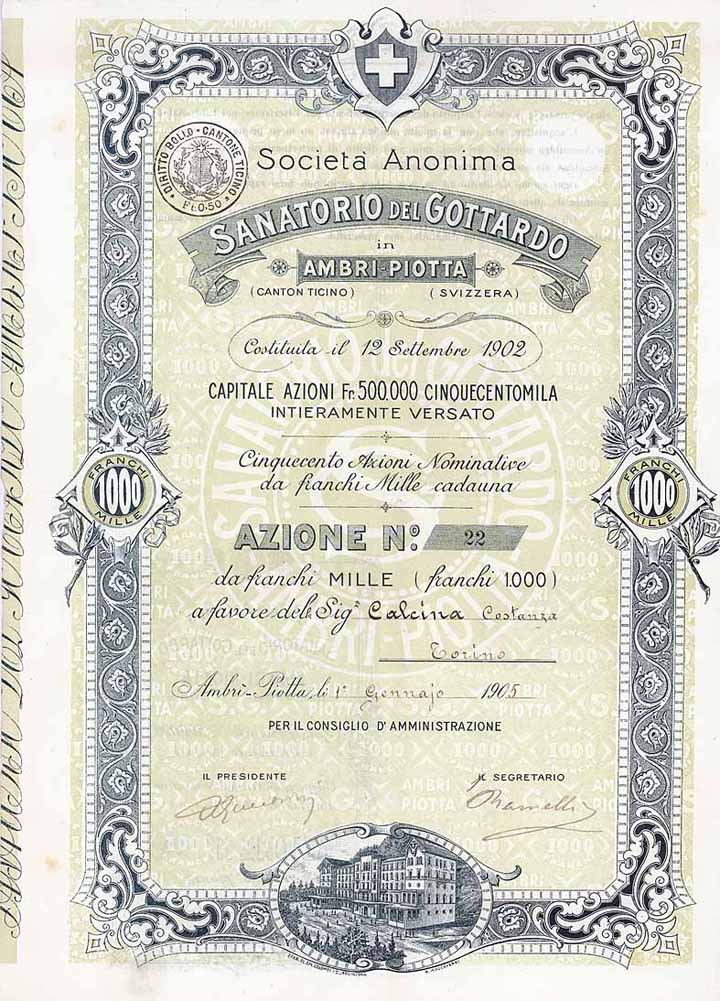 DIRITTO BOLLO · CANTONE TICINO ·
Fr. 0.50
Società Anonima
SANATORIO DEL GOTTARDO
in
AMBRI-PIOTTA
(CANTON TICINO) (SVIZZERA)
Costituita il 12 Settembre 1902
CAPITALE AZIONI Fr. 500.000 CINQUECENTOMILA
INTIERAMENTE VERSATO
Cinquecento Azioni Nominative
da franchi Mille cadauna
FRANCHI
1000
MILLE
FRANCHI
1000
MILLE
AZIONE No. 22
da franchi MILLE (franchi 1.000)
a favore del Siga Calcina Costanza
Torino
Ambrì-Piotta, li 1° Gennajo 1905
PER IL CONSIGLIO D'AMMINISTRAZIONE
IL PRESIDENTE IL SEGRETARIO